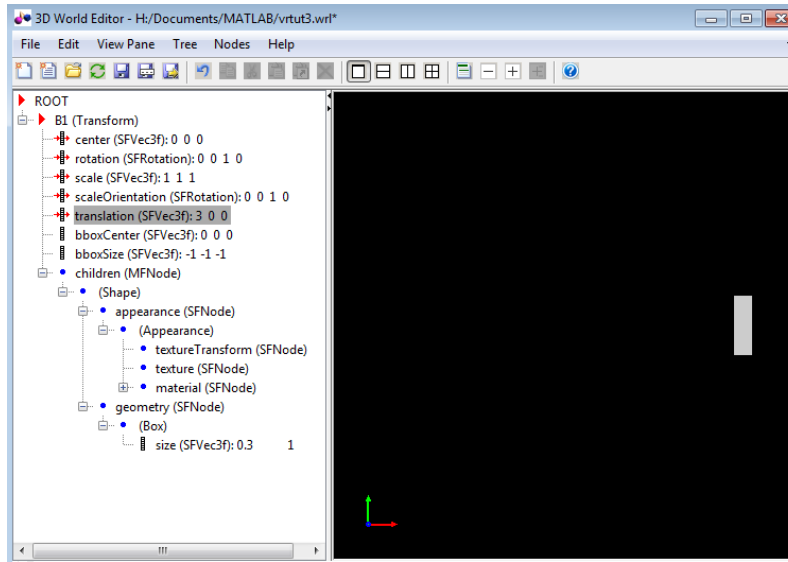 3D World Editor - H:/Documents/MATLAB/vrtut3.wrl*
File Edit View Pane Tree Nodes Help
ROOT
B1 (Transform)
center (SFVec3f): 0 0 0
rotation (SFRotation): 0 0 1 0
scale (SFVec3f): 1 1 1
scaleOrientation (SFRotation): 0 0 1 0
translation (SFVec3f): 3 0 0
bboxCenter (SFVec3f): 0 0 0
bboxSize (SFVec3f): -1 -1 -1
children (MFNode)
(Shape)
appearance (SFNode)
(Appearance)
textureTransform (SFNode)
texture (SFNode)
material (SFNode)
geometry (SFNode)
(Box)
size (SFVec3f): 0.3 1